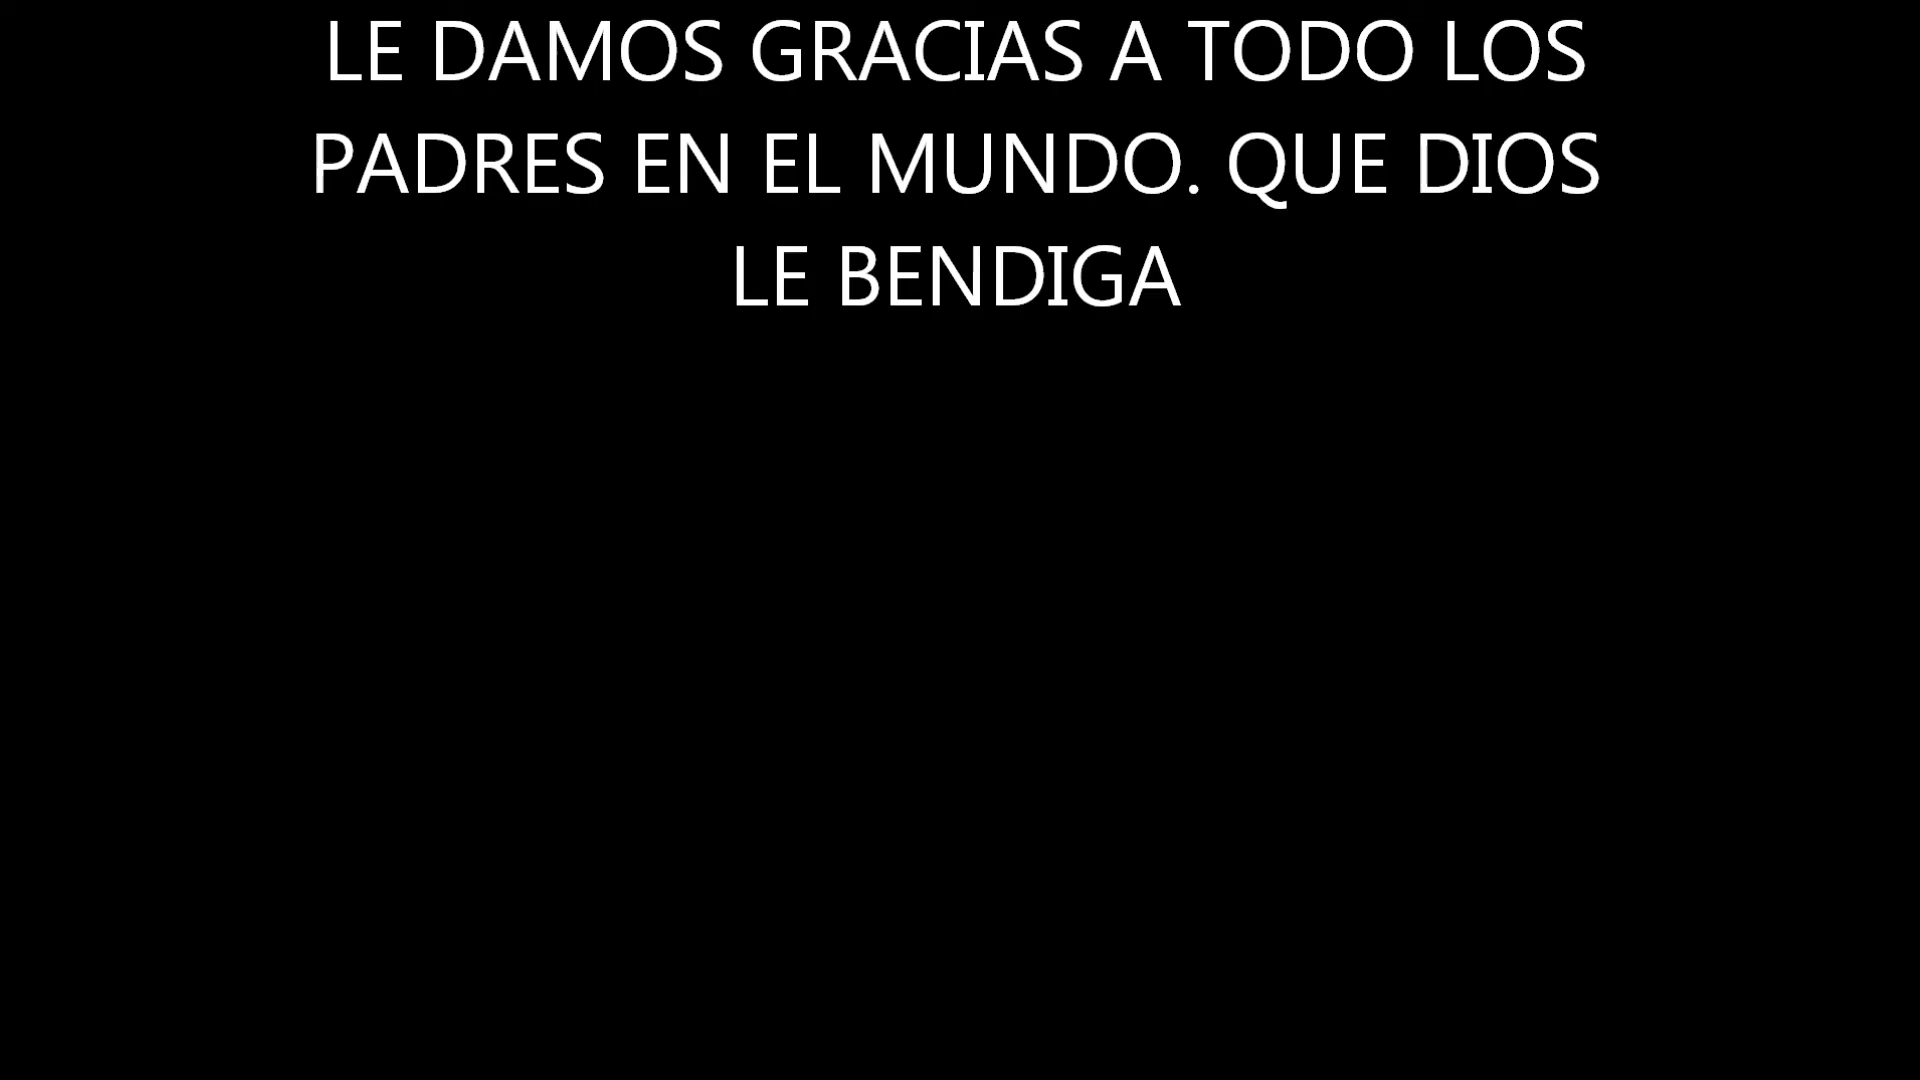 LE DAMOS GRACIAS A TODO LOS
PADRES EN EL MUNDO. QUE DIOS
LE BENDIGA